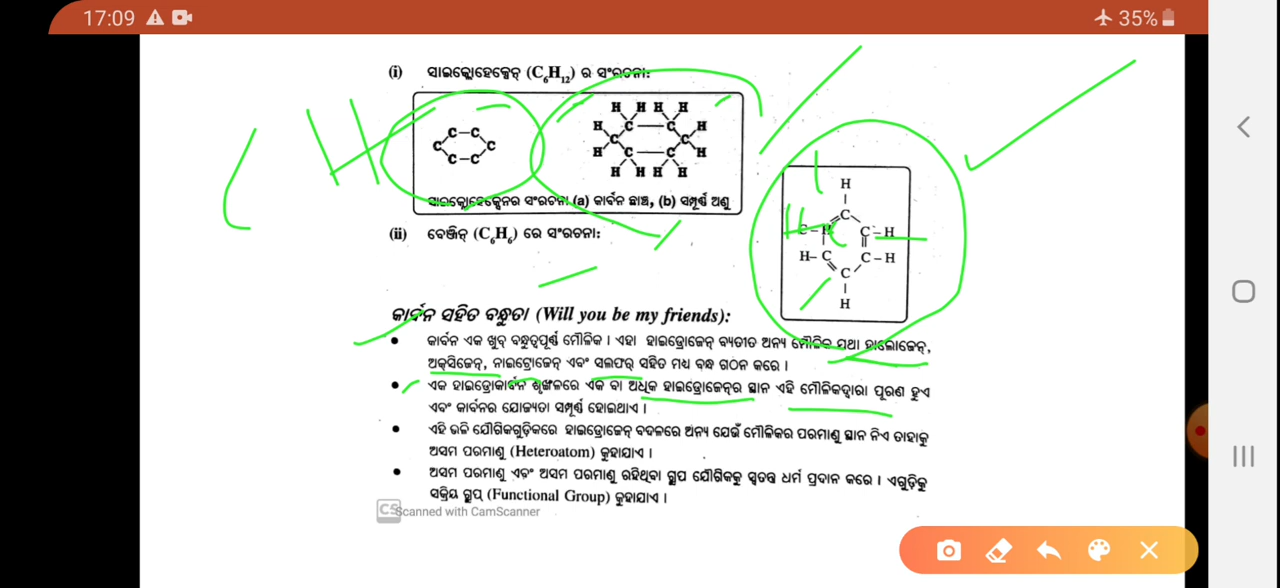 17:09
35%
(i) ସାଇକ୍ଲୋହେକ୍ସେନ୍ (C₆H₁₂) ର ସଂରଚନା:
H H H H
H C — C H
C C
H C — C H
H H H H
C–C
C C
C–C
ସାଇକ୍ଲୋହେକ୍ସେନର ସଂରଚନା (a) କାର୍ବନ ଛାଞ୍ଚ, (b) ସମ୍ପୂର୍ଣ୍ଣ ଅଣୁ
(ii) ବେଞ୍ଜିନ୍ (C₆H₆) ରେ ସଂରଚନା:
H
C
C – H C – H
H – C C – H
C
H
କାର୍ବନ ସହିତ ବନ୍ଧୁତା (Will you be my friends):
• କାର୍ବନ ଏକ ଖୁବ୍ ବନ୍ଧୁତ୍ୱପୂର୍ଣ୍ଣ ମୌଳିକ । ଏହା ହାଇଡ୍ରୋଜେନ୍ ବ୍ୟତୀତ ଅନ୍ୟ ମୌଳିକ ଯଥା ହାଲୋଜେନ୍,
ଅକ୍ସିଜେନ୍, ନାଇଟ୍ରୋଜେନ୍ ଏବଂ ସଲଫର୍ ସହିତ ମଧ୍ୟ ବନ୍ଧ ଗଠନ କରେ ।
• ଏକ ହାଇଡ୍ରୋକାର୍ବନ ଶୃଙ୍ଖଳରେ ଏକ ବା ଅଧିକ ହାଇଡ୍ରୋଜେନ୍‌ର ସ୍ଥାନ ଏହି ମୌଳିକଦ୍ୱାରା ପୂରଣ ହୁଏ
ଏବଂ କାର୍ବନର ଯୋଜ୍ୟତା ସମ୍ପୂର୍ଣ୍ଣ ହୋଇଥାଏ ।
• ଏହି ଭଳି ଯୌଗିକଗୁଡ଼ିକରେ ହାଇଡ୍ରୋଜେନ୍ ବଦଳରେ ଅନ୍ୟ ଯେଉଁ ମୌଳିକର ପରମାଣୁ ସ୍ଥାନ ନିଏ ତାହାକୁ
ଅସମ ପରମାଣୁ (Heteroatom) କୁହାଯାଏ ।
• ଅସମ ପରମାଣୁ ଏବଂ ଅସମ ପରମାଣୁ ରହିଥିବା ଗ୍ରୁପ ଯୌଗିକକୁ ସ୍ୱତନ୍ତ୍ର ଧର୍ମ ପ୍ରଦାନ କରେ । ଏଗୁଡ଼ିକୁ
ସକ୍ରିୟ ଗ୍ରୁପ୍ (Functional Group) କୁହାଯାଏ ।
CS Scanned with CamScanner